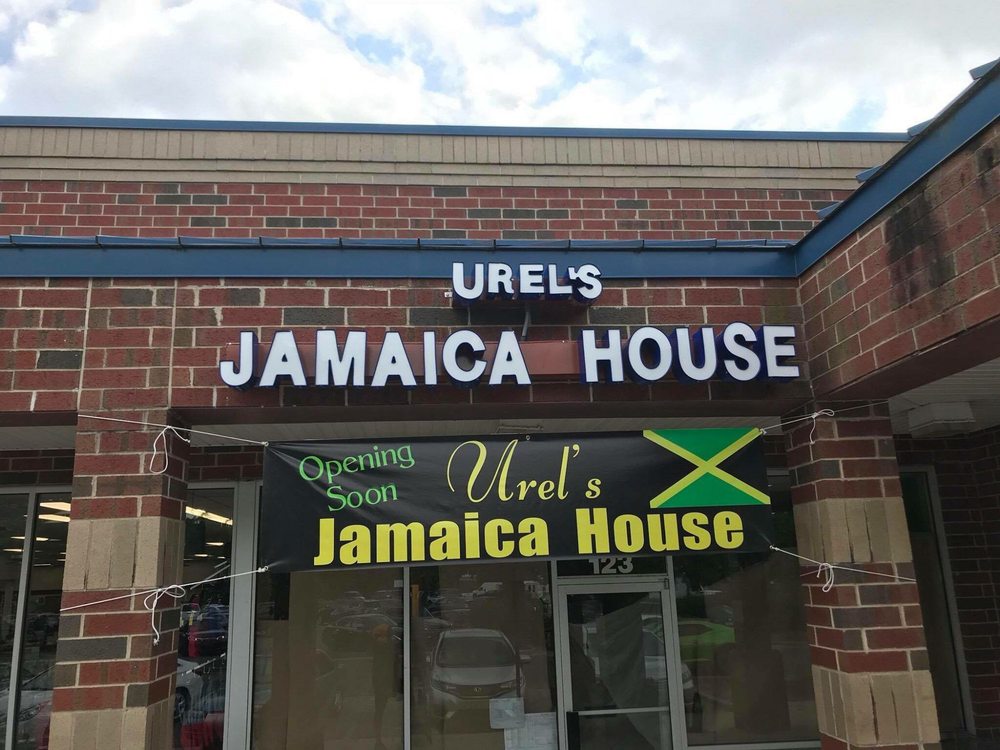 UREL'S
JAMAICA HOUSE
Opening
Soon
Urel's
Jamaica House
123